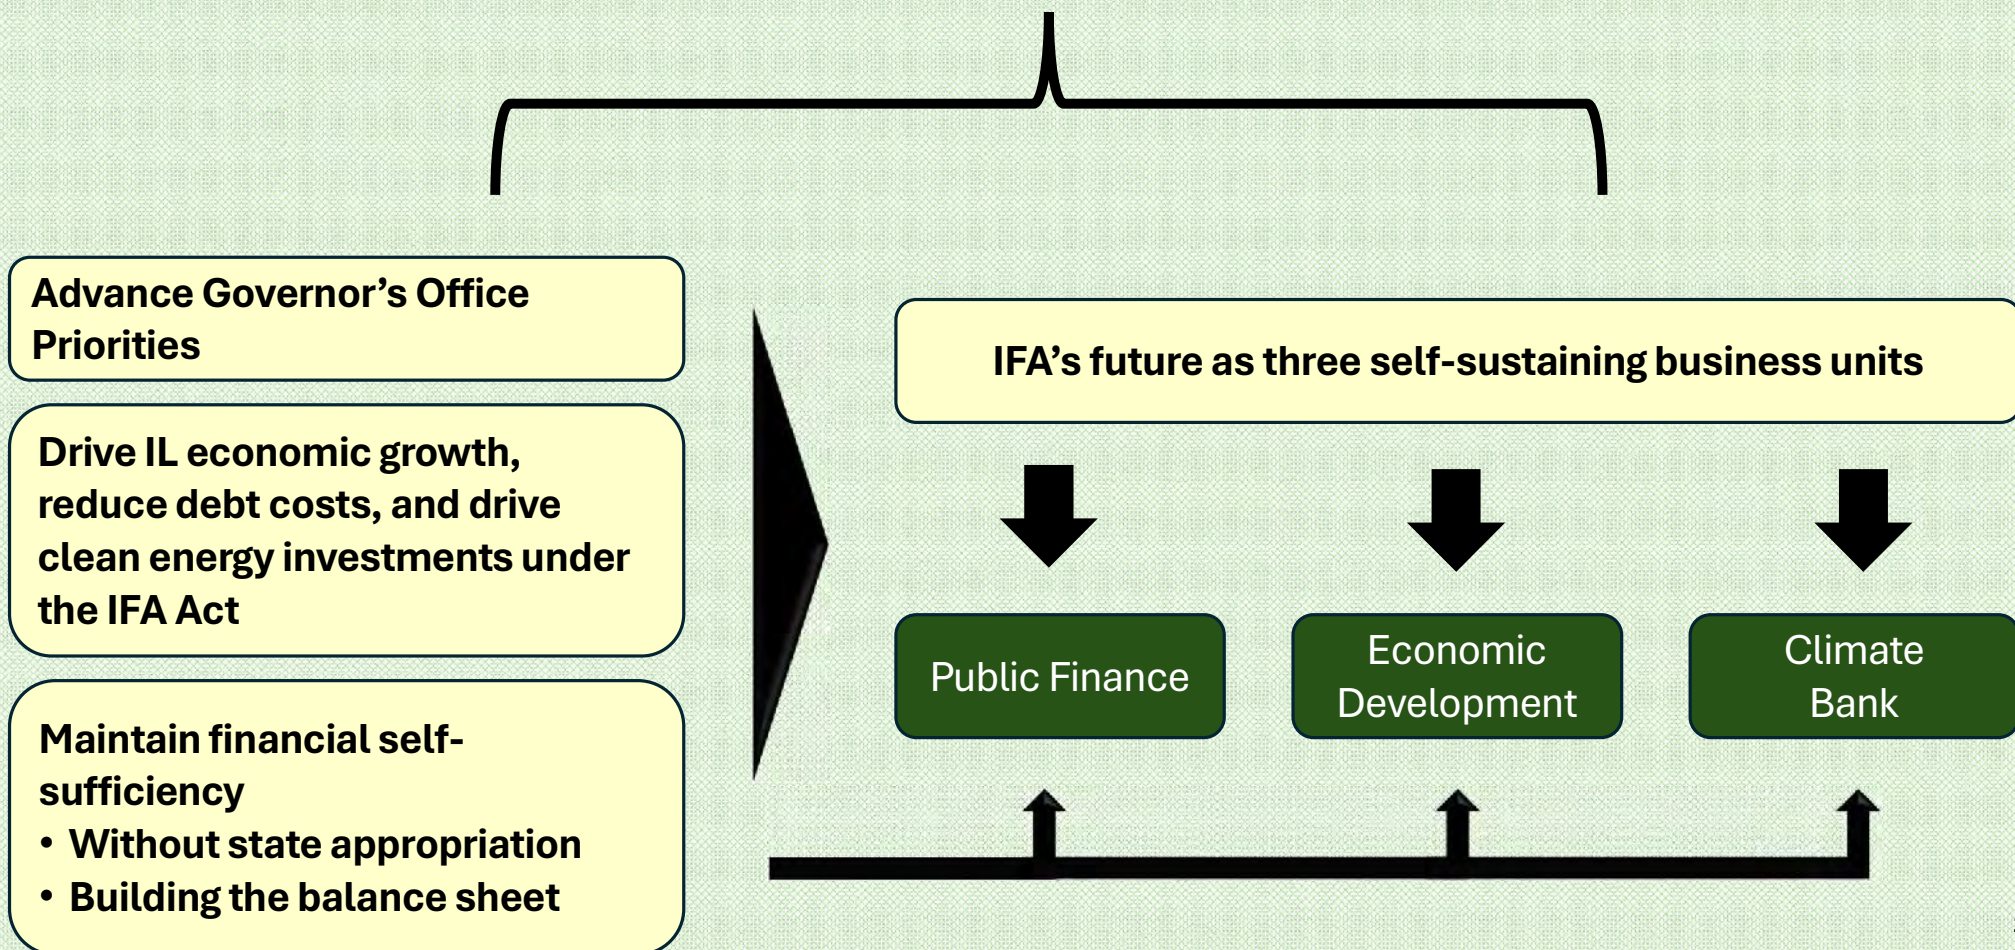 Advance Governor’s Office
Priorities
Drive IL economic growth,
reduce debt costs, and drive
clean energy investments under
the IFA Act
Maintain financial self-
sufficiency
• Without state appropriation
• Building the balance sheet
IFA’s future as three self-sustaining business units
Public Finance
Economic
Development
Climate
Bank